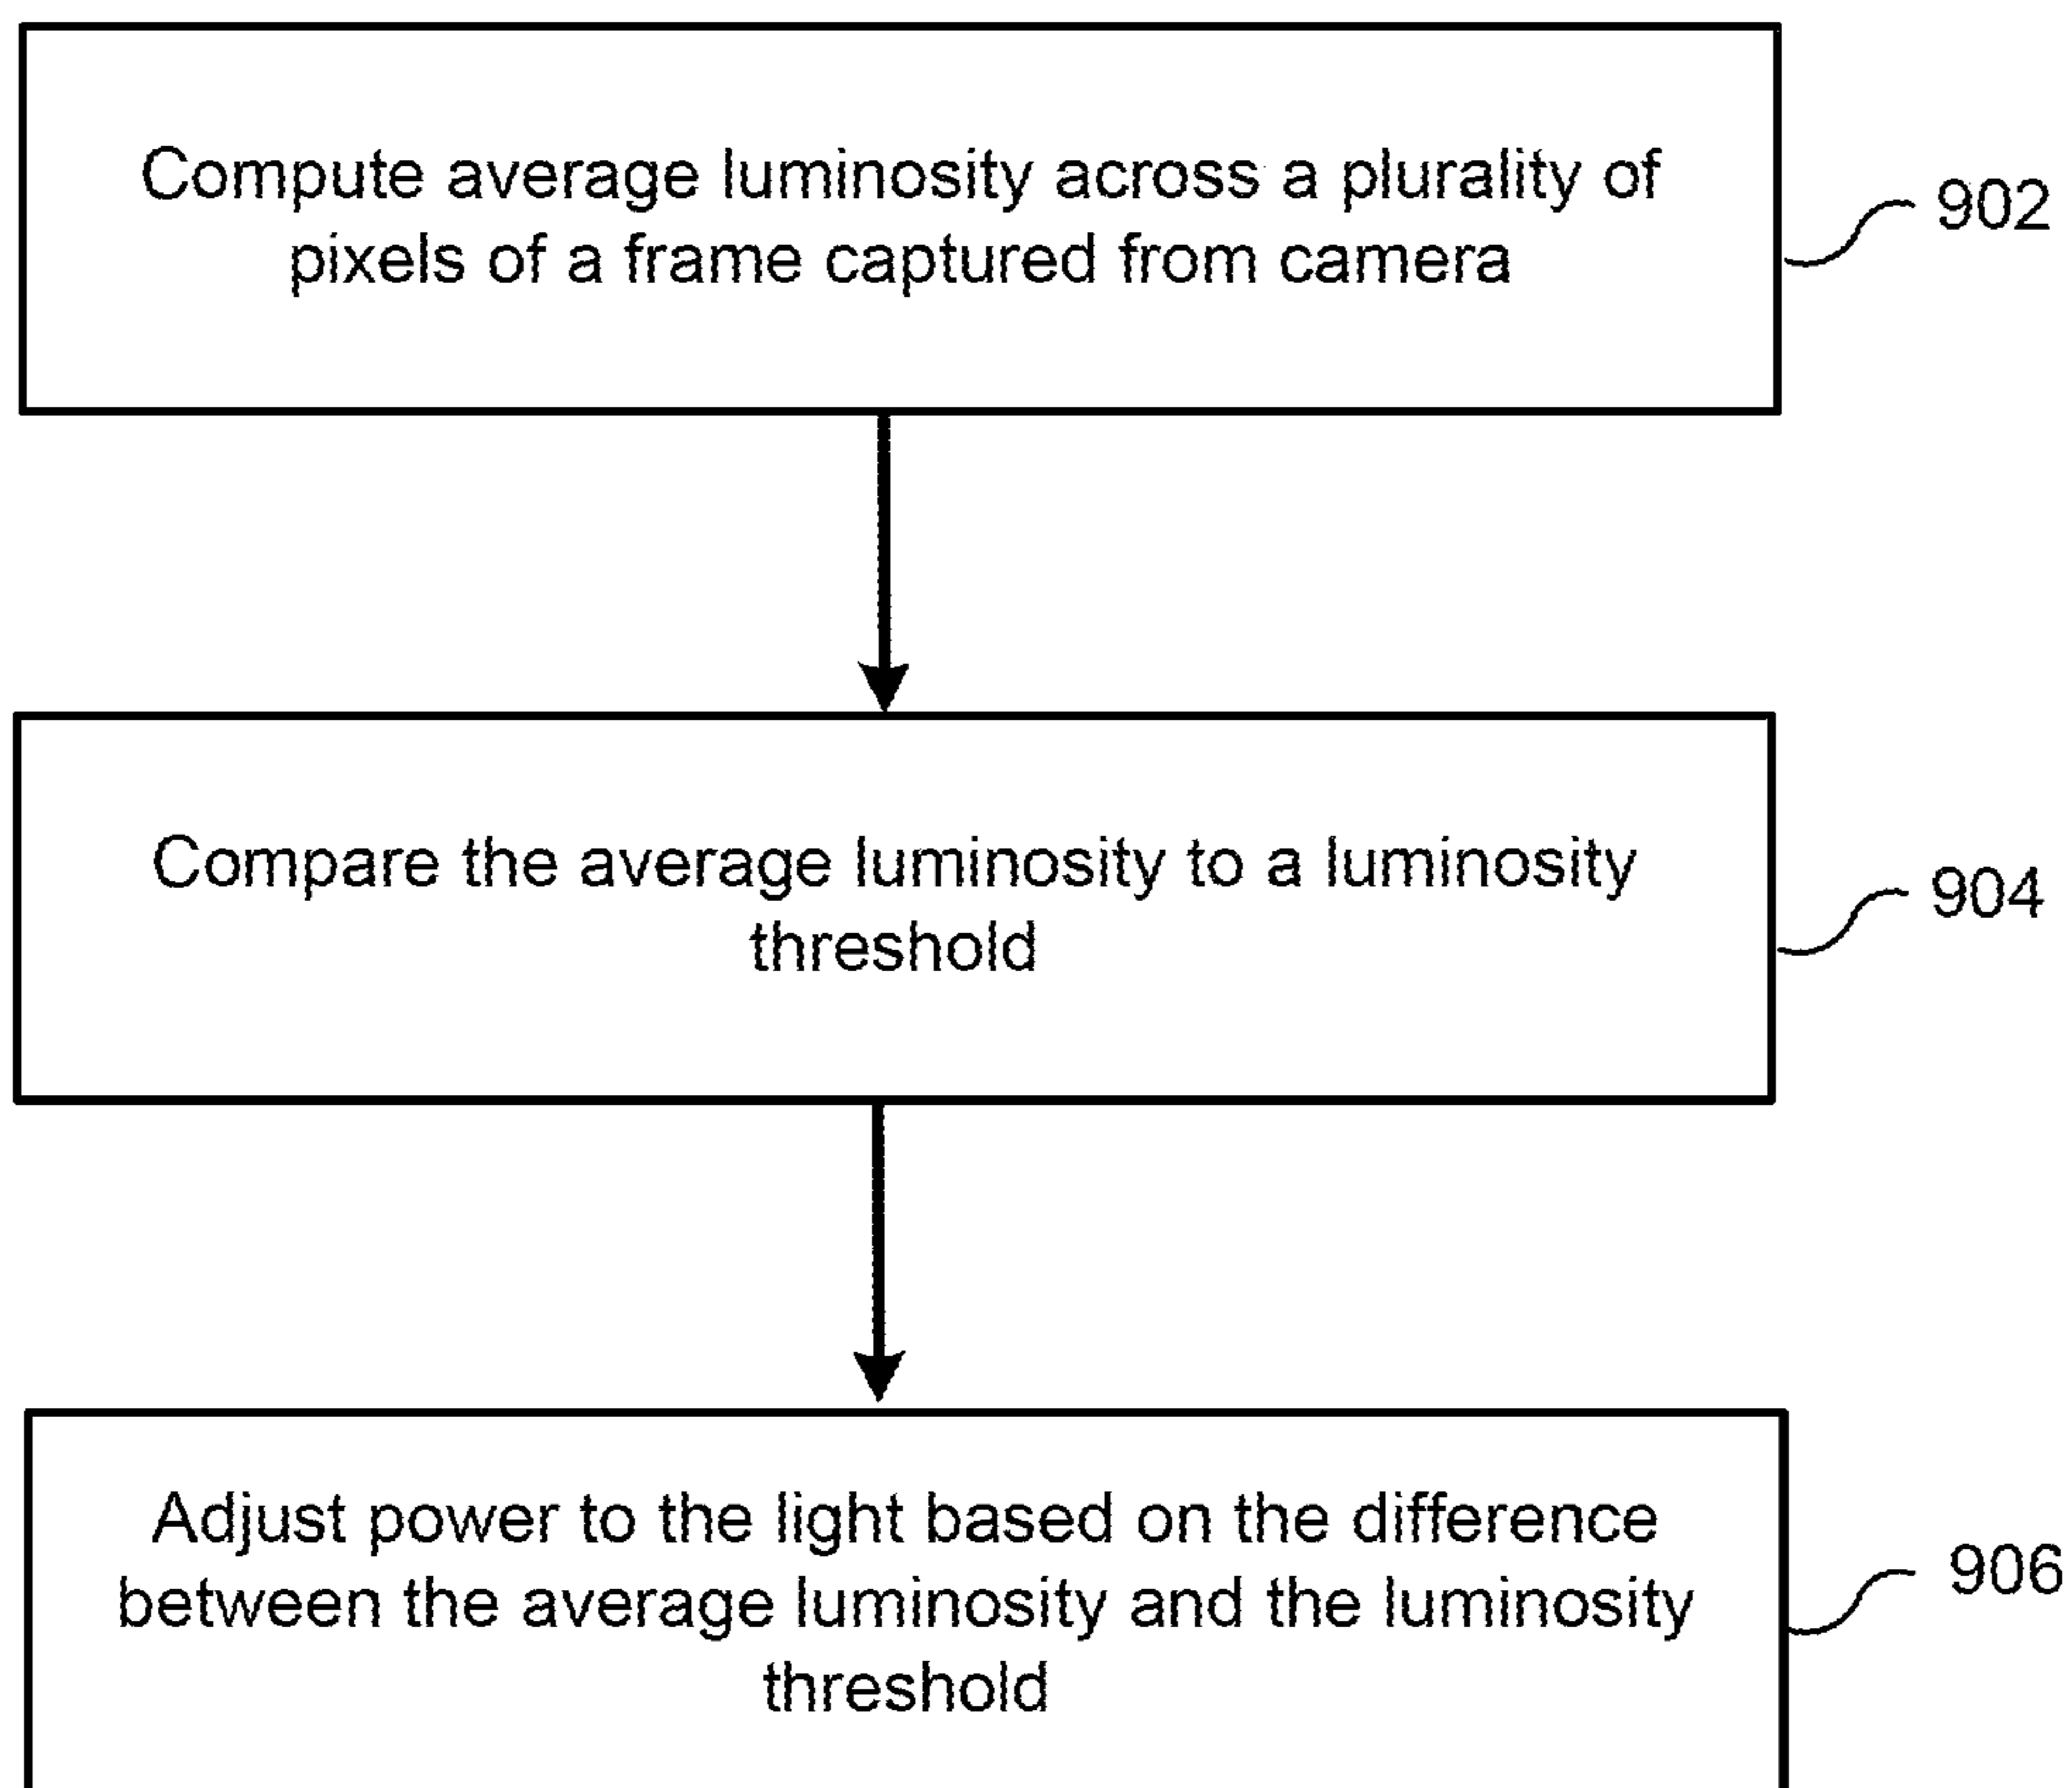 Compute average luminosity across a plurality of
pixels of a frame captured from camera
902
Compare the average luminosity to a luminosity
threshold
904
Adjust power to the light based on the difference
between the average luminosity and the luminosity
threshold
906